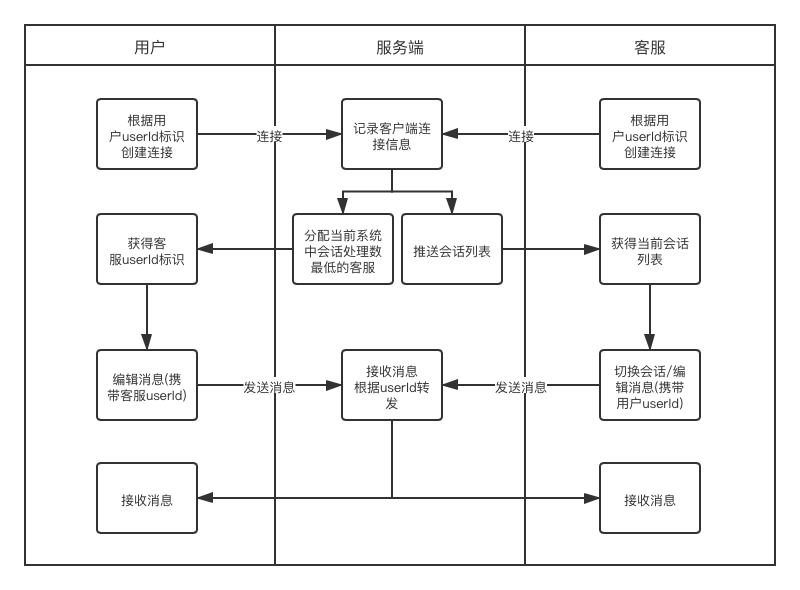 用户
服务端
客服
根据用
户userId标识
创建连接
连接
记录客户端连
接信息
连接
根据用
户userId标识
创建连接
获得客
服userId标识
分配当前系统
中会话处理数
最低的客服
推送会话列表
获得当前会话
列表
编辑消息(携
带客服userId)
发送消息
接收消息
根据userId转
发
发送消息
切换会话/编
辑消息(携带
用户userId)
接收消息
接收消息